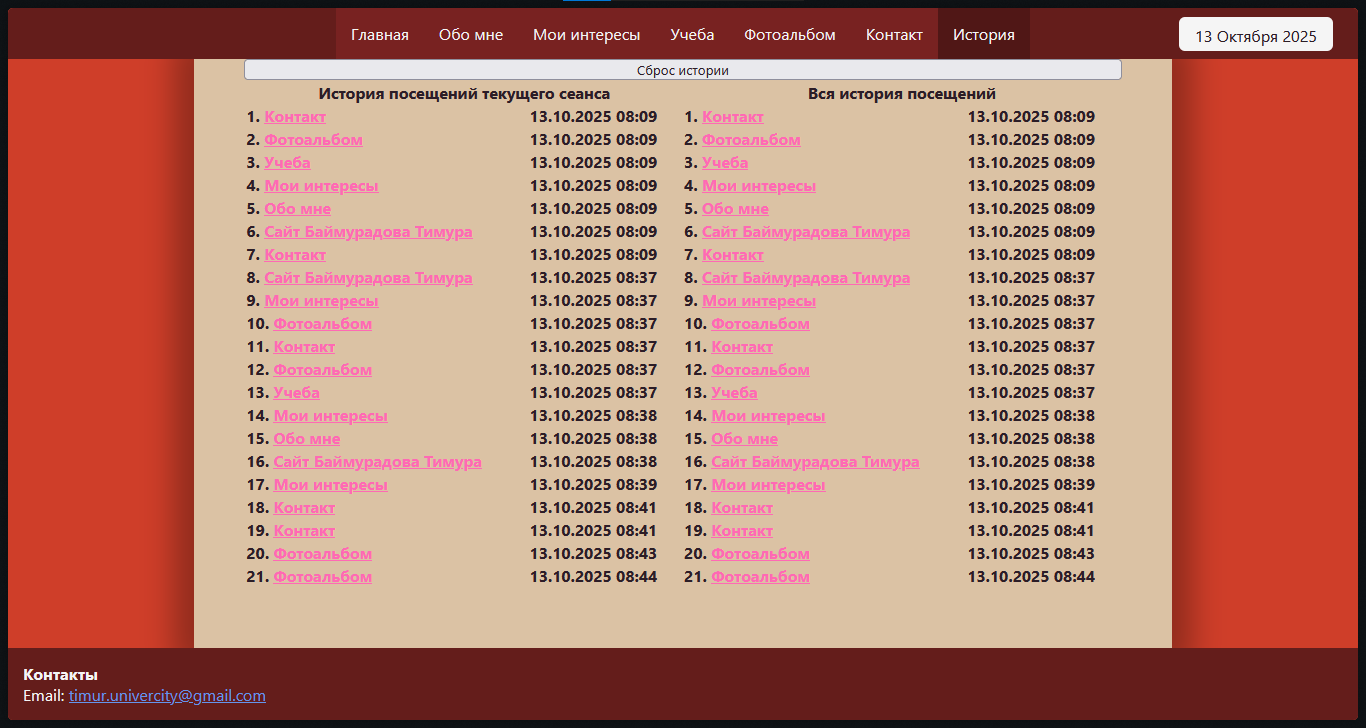 Главная Обо мне Мои интересы Учеба Фотоальбом Контакт История 13 Октября 2025
Сброс истории
История посещений текущего сеанса
1. Контакт 13.10.2025 08:09
2. Фотоальбом 13.10.2025 08:09
3. Учеба 13.10.2025 08:09
4. Мои интересы 13.10.2025 08:09
5. Обо мне 13.10.2025 08:09
6. Сайт Баймурадова Тимура 13.10.2025 08:09
7. Контакт 13.10.2025 08:09
8. Сайт Баймурадова Тимура 13.10.2025 08:37
9. Мои интересы 13.10.2025 08:37
10. Фотоальбом 13.10.2025 08:37
11. Контакт 13.10.2025 08:37
12. Фотоальбом 13.10.2025 08:37
13. Учеба 13.10.2025 08:37
14. Мои интересы 13.10.2025 08:38
15. Обо мне 13.10.2025 08:38
16. Сайт Баймурадова Тимура 13.10.2025 08:38
17. Мои интересы 13.10.2025 08:39
18. Контакт 13.10.2025 08:41
19. Контакт 13.10.2025 08:41
20. Фотоальбом 13.10.2025 08:43
21. Фотоальбом 13.10.2025 08:44
Вся история посещений
1. Контакт 13.10.2025 08:09
2. Фотоальбом 13.10.2025 08:09
3. Учеба 13.10.2025 08:09
4. Мои интересы 13.10.2025 08:09
5. Обо мне 13.10.2025 08:09
6. Сайт Баймурадова Тимура 13.10.2025 08:09
7. Контакт 13.10.2025 08:09
8. Сайт Баймурадова Тимура 13.10.2025 08:37
9. Мои интересы 13.10.2025 08:37
10. Фотоальбом 13.10.2025 08:37
11. Контакт 13.10.2025 08:37
12. Фотоальбом 13.10.2025 08:37
13. Учеба 13.10.2025 08:37
14. Мои интересы 13.10.2025 08:38
15. Обо мне 13.10.2025 08:38
16. Сайт Баймурадова Тимура 13.10.2025 08:38
17. Мои интересы 13.10.2025 08:39
18. Контакт 13.10.2025 08:41
19. Контакт 13.10.2025 08:41
20. Фотоальбом 13.10.2025 08:43
21. Фотоальбом 13.10.2025 08:44
Контакты
Email: timur.univercity@gmail.com